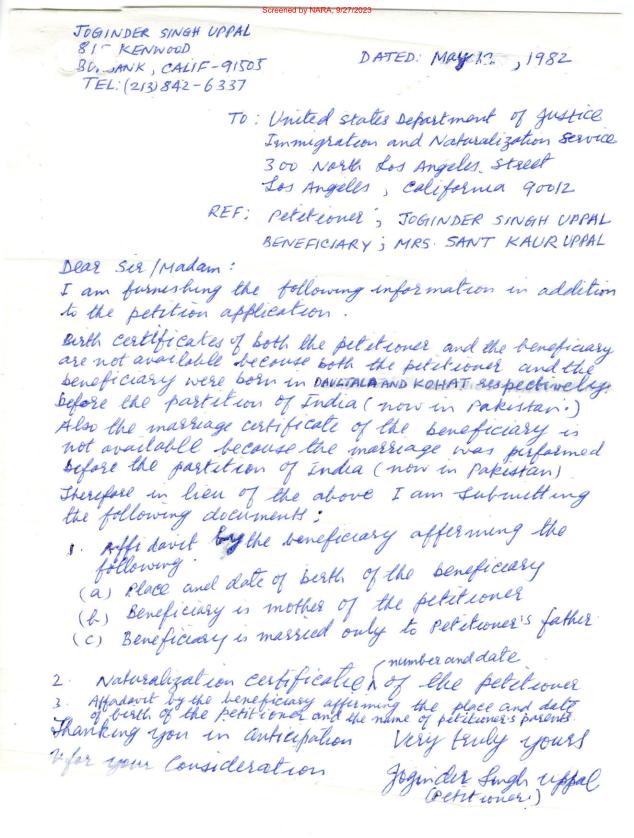 Screened by NARA, 9/27/2023
JOGINDER SINGH UPPAL
815 KENWOOD
BURBANK, CALIF-91505
TEL: (213) 842-6337
DATED: May 12, 1982
TO: United states Department of Justice
Immigration and Naturalization Service
300 North Los Angeles Street
Los Angeles, California 90012
REF: Petitioner; JOGINDER SINGH UPPAL
BENEFICIARY; MRS. SANT KAUR UPPAL
Dear Sir/Madam:
I am furnishing the following information in addition
to the petition application.
Birth certificates of both the petitioner and the beneficiary
are not available because both the petitioner and the
beneficiary were born in DAULTALA AND KOHAT respectively.
before the partition of India (now in Pakistan.)
Also the marriage certificate of the beneficiary is
not available because the marriage was performed
before the partition of India (now in Pakistan)
Therefore in lieu of the above I am submitting
the following documents:
1. Affidavit by the beneficiary affirming the
following
(a) Place and date of birth of the beneficiary
(b) Beneficiary is mother of the petitioner
(c) Beneficiary is married only to Petitioner's father.
number and date
2. Naturalization certificate of the petitioner
3. Affadavit by the beneficiary affirming the place and date
of birth of the petitioner and the name of petitioner's parents.
Thanking you in anticipation Very truly yours
& for your consideration
Joginder Singh Uppal
(Petitioner)